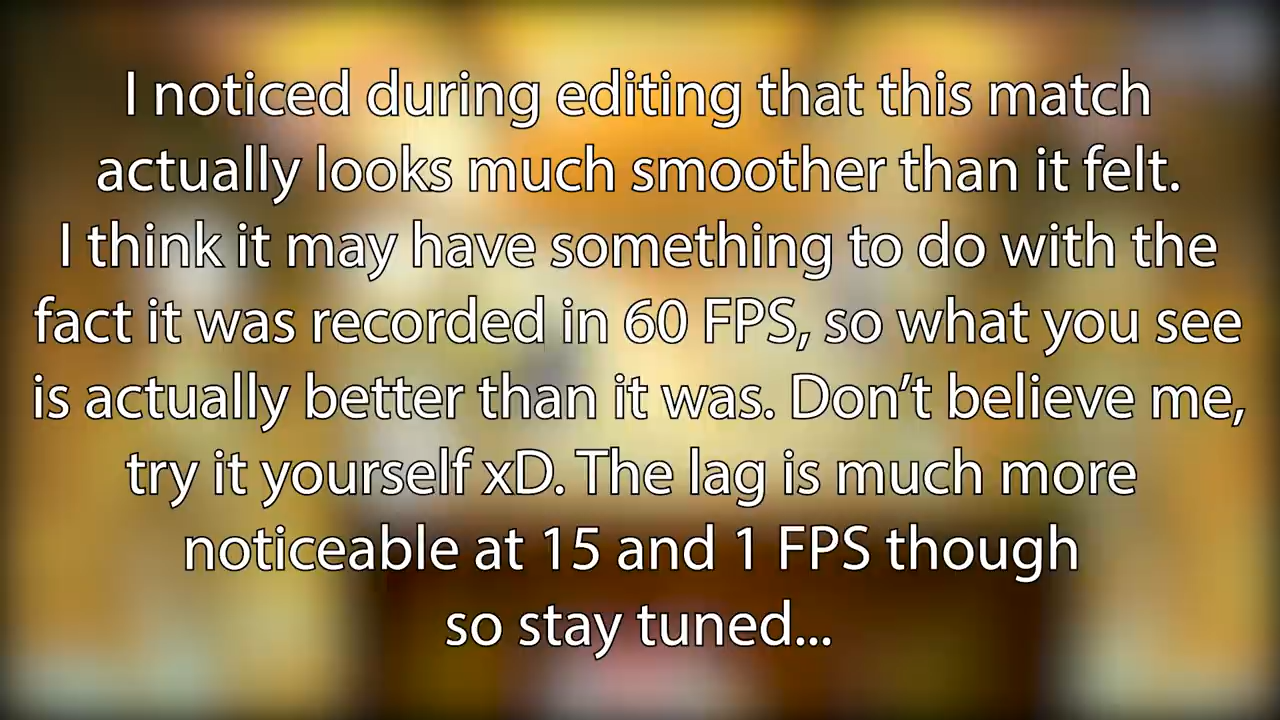 I noticed during editing that this match
actually looks much smoother than it felt.
I think it may have something to do with the
fact it was recorded in 60 FPS, so what you see
is actually better than it was. Don’t believe me,
try it yourself xD. The lag is much more
noticeable at 15 and 1 FPS though
so stay tuned...